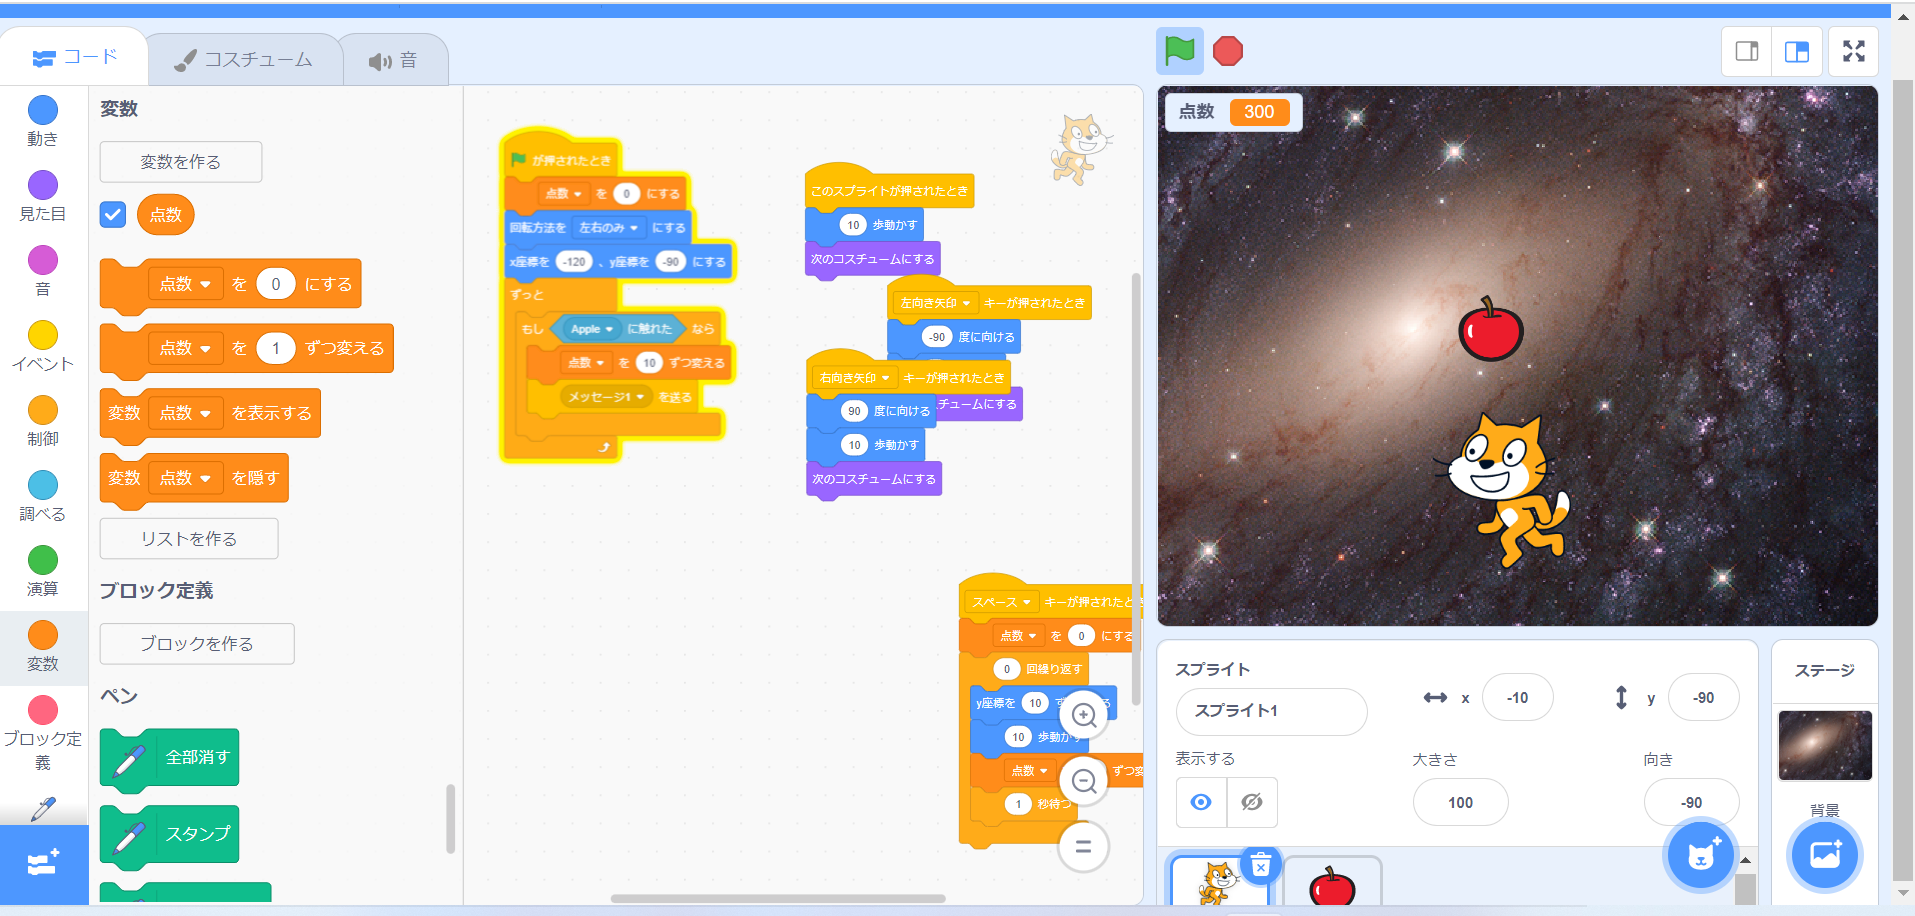 コード
コスチューム
音
動き
見た目
音
イベント
制御
調べる
演算
変数
ブロック定
義
変数
変数を作る
点数
点数 を 0 にする
点数 を 1 ずつ変える
変数 点数 を表示する
変数 点数 を隠す
リストを作る
ブロック定義
ブロックを作る
ペン
全部消す
スタンプ
が押されたとき
点数 を 0 にする
回転方法を 左右のみ にする
x座標を -120 、y座標を -90 にする
ずっと
もし Apple に触れた なら
点数 を 10 ずつ変える
メッセージ1 を送る
このスプライトが押されたとき
10 歩動かす
次のコスチュームにする
左向き矢印 キーが押されたとき
-90 度に向ける
チュームにする
右向き矢印 キーが押されたとき
90 度に向ける
10 歩動かす
次のコスチュームにする
スペース キーが押されたとき
点数 を 0 にする
0 回繰り返す
y座標を 10 ず る
10 歩動かす
点数 ずつ変
1 秒待つ
点数 300
スプライト
スプライト1
x -10
y -90
表示する
大きさ
100
向き
-90
ステージ
背景